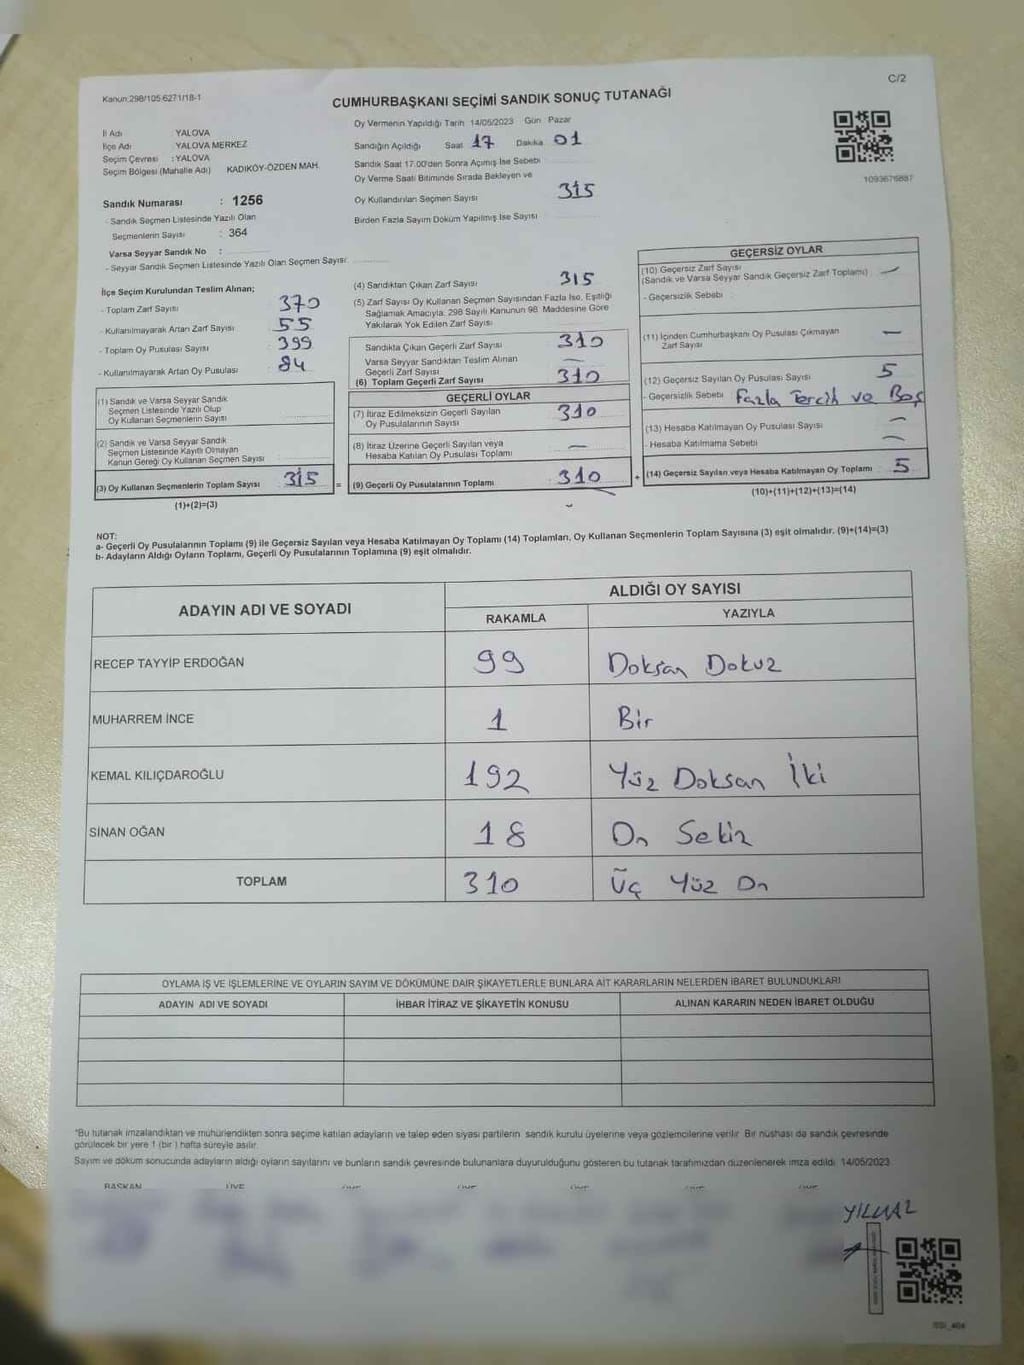 Kanun:298/105.6271/18-1
C/2
CUMHURBAŞKANI SEÇİMİ SANDIK SONUÇ TUTANAĞI
İl Adı : YALOVA
İlçe Adı : YALOVA MERKEZ
Seçim Çevresi : YALOVA
Seçim Bölgesi (Mahalle Adı) KADIKÖY-ÖZDEN MAH.
Sandık Numarası : 1256
- Sandık Seçmen Listesinde Yazılı Olan
Seçmenlerin Sayısı : 364
Varsa Seyyar Sandık No :
- Seyyar Sandık Seçmen Listesinde Yazılı Olan Seçmen Sayısı:
Oy Vermenin Yapıldığı Tarih 14/05/2023 Gün Pazar
Sandığın Açıldığı Saat 17 Dakika 01
Sandık Saat 17.00'den Sonra Açımış İse Sebebi
Oy Verme Saati Bitiminde Sırada Bekleyen ve
Oy Kullandırılan Seçmen Sayısı 315
Birden Fazla Sayım Döküm Yapılmış İse Sayısı
1093676887
İlçe Seçim Kurulundan Teslim Alınan;
- Toplam Zarf Sayısı 370
- Kullanılmayarak Artan Zarf Sayısı 55
- Toplam Oy Pusulası Sayısı 399
- Kullanılmayarak Artan Oy Pusulası 84
(1) Sandık ve Varsa Seyyar Sandık
Seçmen Listesinde Yazılı Olup
Oy Kullanan Seçmenlerin Sayısı
(2) Sandık ve Varsa Seyyar Sandık
Seçmen Listesinde Kayıtlı Olmayan
Kanun Gereği Oy Kullanan Seçmen Sayısı
(3) Oy Kullanan Seçmenlerin Toplam Sayısı 315 =
(1)+(2)=(3)
(4) Sandıktan Çıkan Zarf Sayısı 315
(5) Zarf Sayısı Oy Kullanan Seçmen Sayısından Fazla İse, Eşitliği
Sağlamak Amacıyla, 298 Sayılı Kanunun 98. Maddesine Göre
Yakılarak Yok Edilen Zarf Sayısı
Sandıkta Çıkan Geçerli Zarf Sayısı 310
Varsa Seyyar Sandıktan Teslim Alınan
Geçerli Zarf Sayısı —
(6) Toplam Geçerli Zarf Sayısı 310
GEÇERLİ OYLAR
(7) İtiraz Edilmeksizin Geçerli Sayılan
Oy Pusulalarının Sayısı 310
(8) İtiraz Üzerine Geçerli Sayılan veya
Hesaba Katılan Oy Pusulası Toplamı —
(9) Geçerli Oy Pusulalarının Toplamı 310 +
GEÇERSİZ OYLAR
(10) Geçersiz Zarf Sayısı
(Sandık ve Varsa Seyyar Sandık Geçersiz Zarf Toplamı) —
- Geçersizlik Sebebi
(11) İçinden Cumhurbaşkanı Oy Pusulası Çıkmayan
Zarf Sayısı —
(12) Geçersiz Sayılan Oy Pusulası Sayısı 5
- Geçersizlik Sebebi Fazla Tercih ve Boş
(13) Hesaba Katılmayan Oy Pusulası Sayısı —
- Hesaba Katılmama Sebebi —
(14) Geçersiz Sayılan veya Hesaba Katılmayan Oy Toplamı 5
(10)+(11)+(12)+(13)=(14)
NOT:
a- Geçerli Oy Pusulalarının Toplamı (9) ile Geçersiz Sayılan veya Hesaba Katılmayan Oy Toplamı (14) Toplamları, Oy Kullanan Seçmenlerin Toplam Sayısına (3) eşit olmalıdır. (9)+(14)=(3)
b- Adayların Aldığı Oyların Toplamı, Geçerli Oy Pusulalarının Toplamına (9) eşit olmalıdır.
ADAYIN ADI VE SOYADI
ALDIĞI OY SAYISI
RAKAMLA YAZIYLA
RECEP TAYYİP ERDOĞAN 99 Doksan Dokuz
MUHARREM İNCE 1 Bir
KEMAL KILIÇDAROĞLU 192 Yüz Doksan İki
SİNAN OĞAN 18 On Sekiz
TOPLAM 310 Üç Yüz On
OYLAMA İŞ VE İŞLEMLERİNE VE OYLARIN SAYIM VE DÖKÜMÜNE DAİR ŞİKAYETLERLE BUNLARA AİT KARARLARIN NELERDEN İBARET BULUNDUKLARI
ADAYIN ADI VE SOYADI İHBAR İTİRAZ VE ŞİKAYETİN KONUSU ALINAN KARARIN NEDEN İBARET OLDUĞU
*Bu tutanak imzalandıktan ve mühürlendikten sonra seçime katılan adayların ve talep eden siyasi partilerin sandık kurulu üyelerine veya gözlemcilerine verilir. Bir nüshası da sandık çevresinde
görülecek bir yere 1 (bir ) hafta süreyle asılır.
Sayım ve döküm sonucunda adayların aldığı oyların sayılarını ve bunların sandık çevresinde bulunanlara duyurulduğunu gösteren bu tutanak tarafımızdan düzenlenerek imza edildi. 14/05/2023
BAŞKAN ÜYE ÜYE ÜYE ÜYE ÜYE ÜYE
YILMAZ